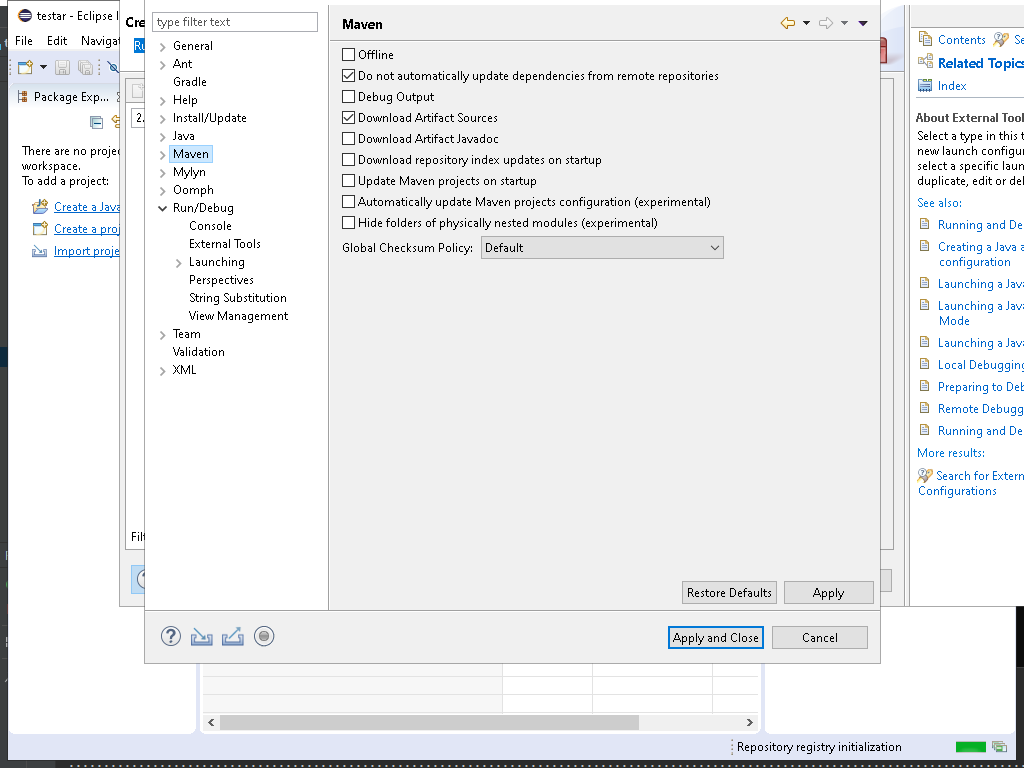 testar - Eclipse I
File Edit Navigat
Package Exp...
There are no projec
workspace.
To add a project:
Create a Java
Create a proj
Import proje
Cre
Ru
2.
Filt
type filter text
General
Ant
Gradle
Help
Install/Update
Java
Maven
Mylyn
Oomph
Run/Debug
Console
External Tools
Launching
Perspectives
String Substitution
View Management
Team
Validation
XML
Maven
Offline
Do not automatically update dependencies from remote repositories
Debug Output
Download Artifact Sources
Download Artifact Javadoc
Download repository index updates on startup
Update Maven projects on startup
Automatically update Maven projects configuration (experimental)
Hide folders of physically nested modules (experimental)
Global Checksum Policy: Default
Restore Defaults Apply
Apply and Close Cancel
Contents Se
Related Topics
Index
About External Tool
Select a type in this t
new launch configur
select a specific laun
duplicate, edit or del
See also:
Running and De
Creating a Java a
configuration
Launching a Java
Launching a Java
Mode
Launching a Java
Local Debugging
Preparing to Deb
Remote Debugg
Running and De
More results:
Search for Extern
Configurations
Repository registry initialization